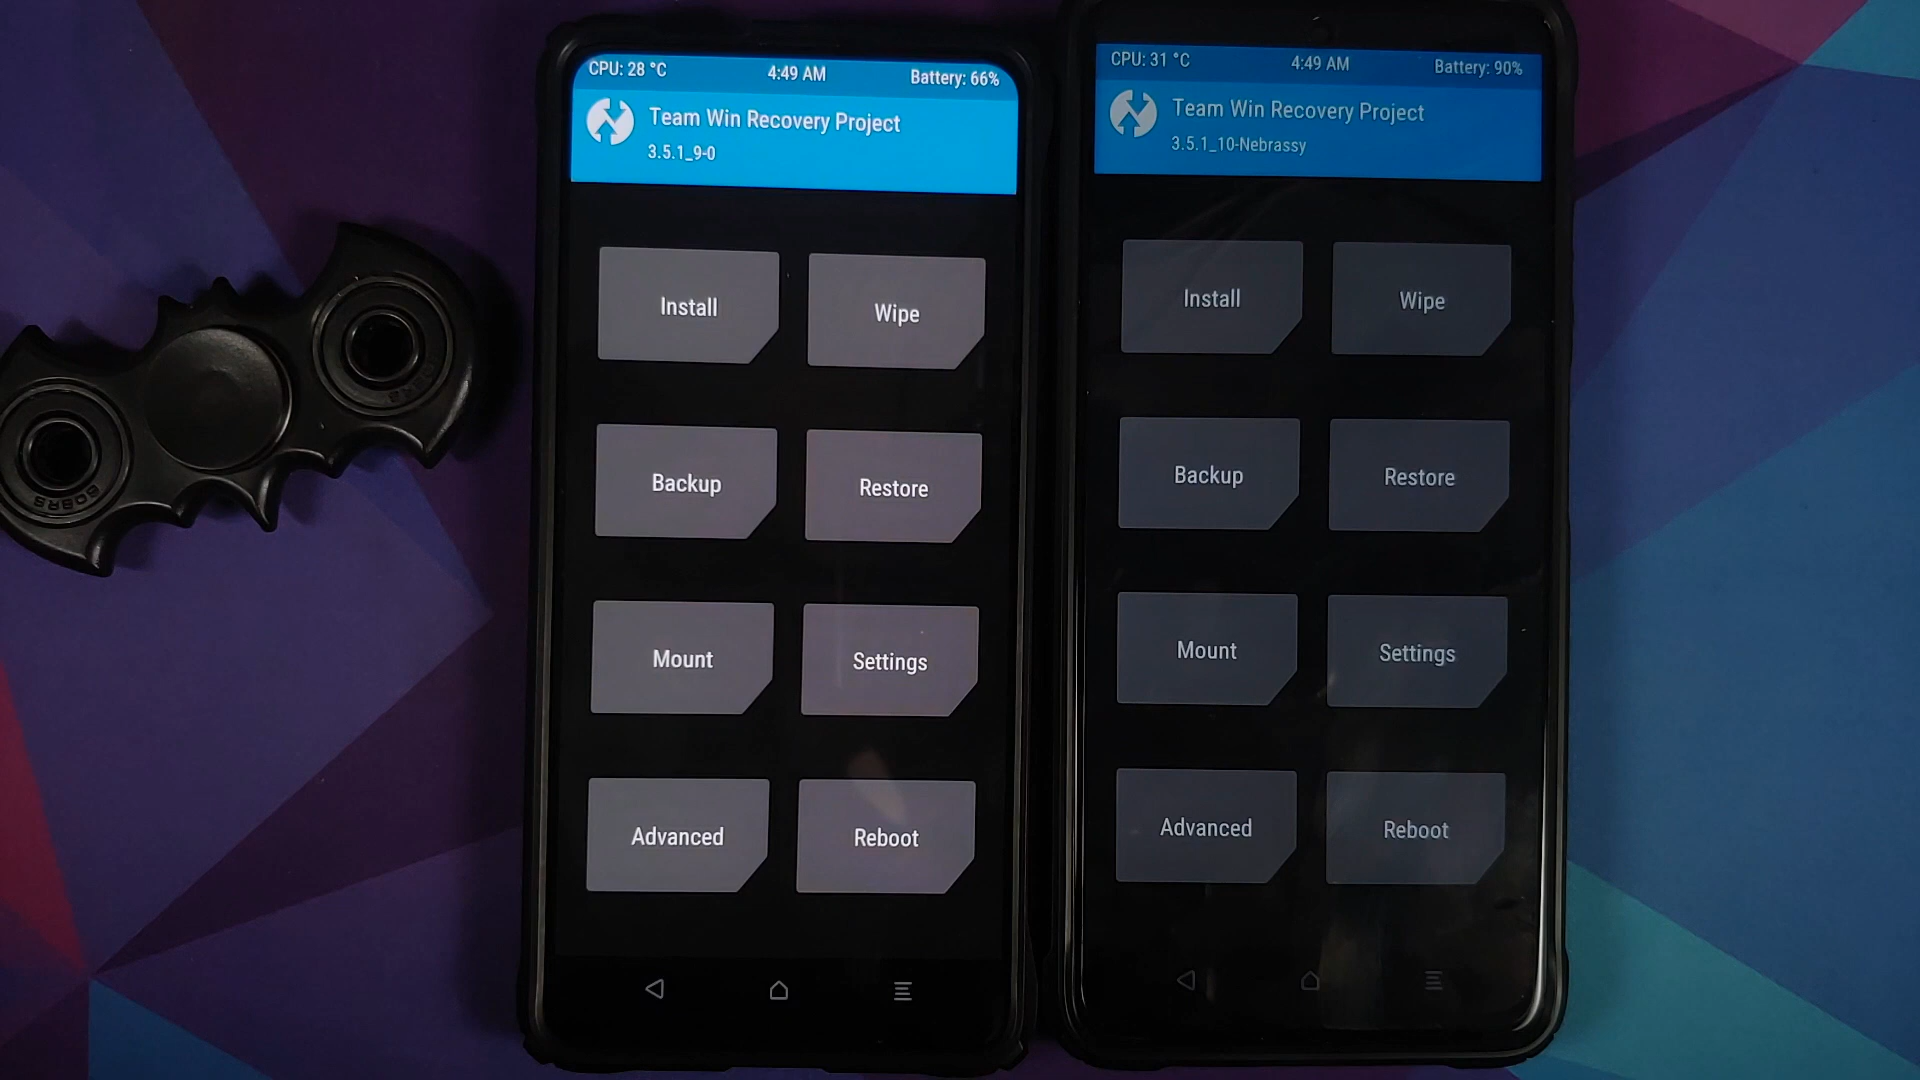 CPU: 28 °C 4:49 AM Battery: 66%
Team Win Recovery Project
3.5.1_9-0
Install Wipe
Backup Restore
Mount Settings
Advanced Reboot
CPU: 31 °C 4:49 AM Battery: 90%
Team Win Recovery Project
3.5.1_10-Nebrassy
Install Wipe
Backup Restore
Mount Settings
Advanced Reboot